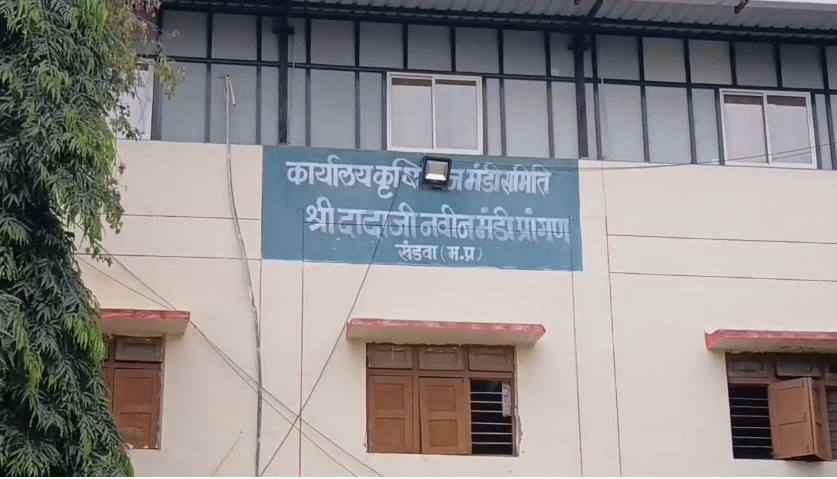 कार्यालय कृषि मंडी समिति
श्री दादाजी नवीन मंडी प्रांगण
खंडवा (म.प्र)